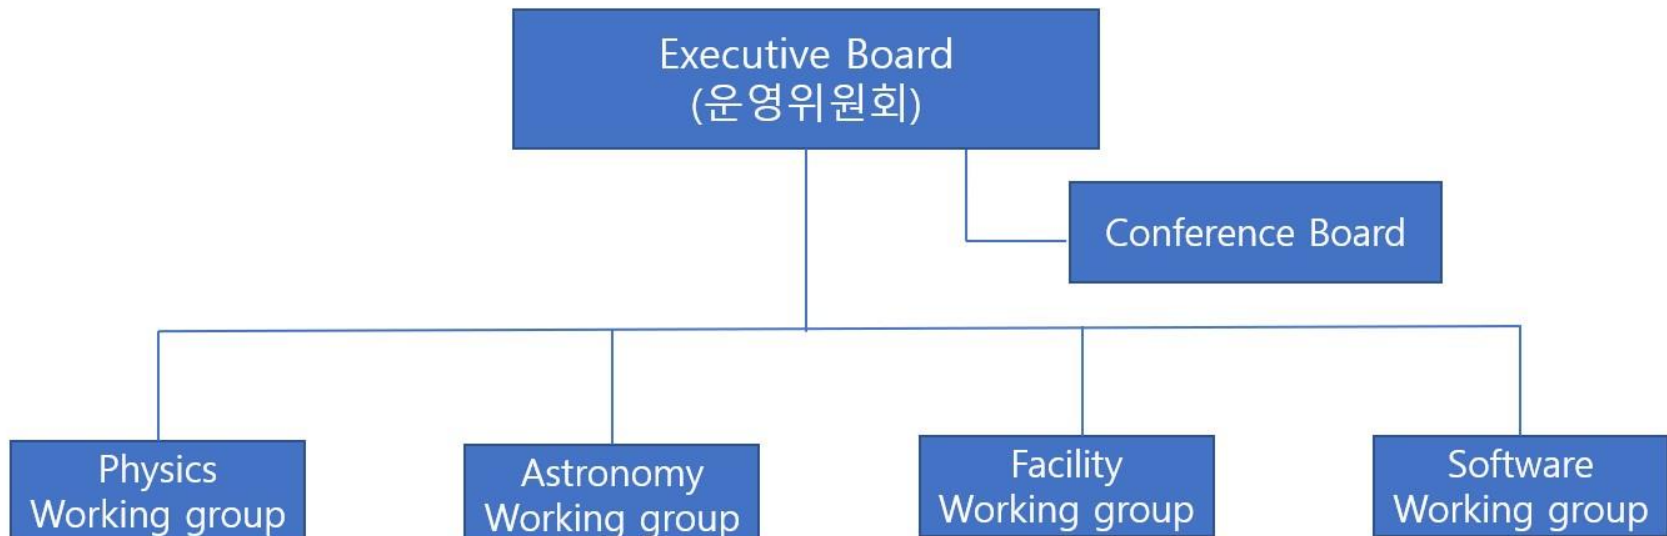 Executive Board
(운영위원회)
Conference Board
Physics
Working group
Astronomy
Working group
Facility
Working group
Software
Working group